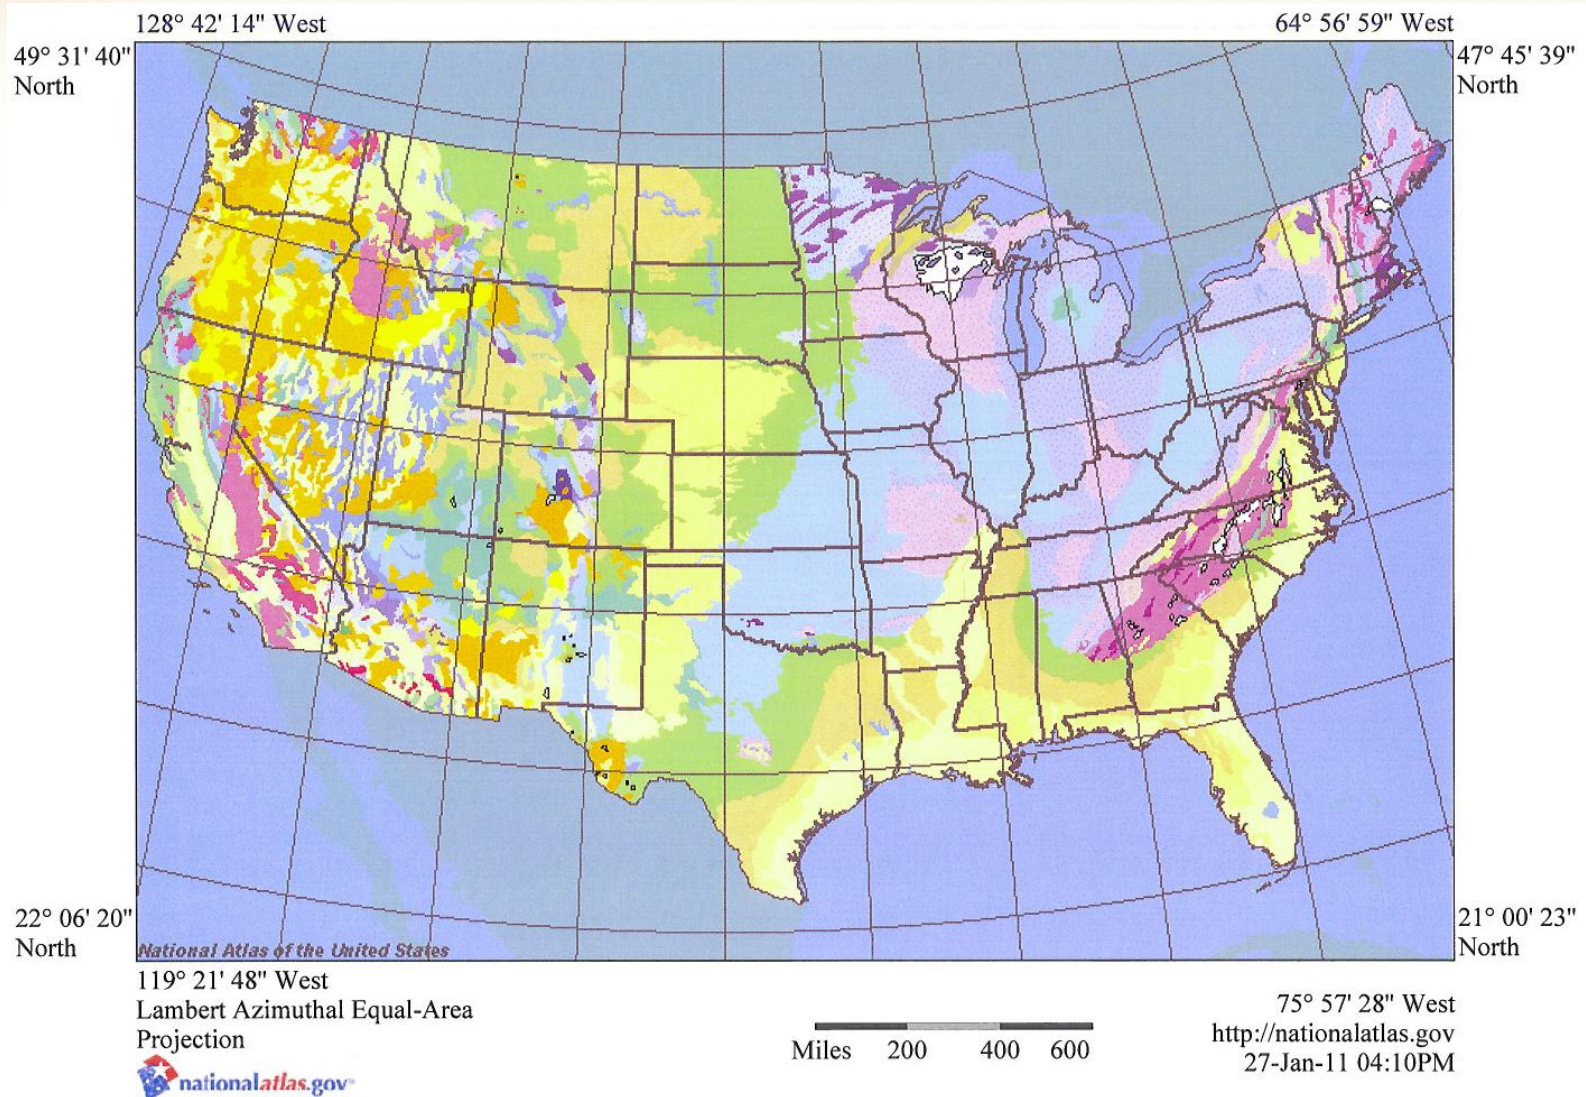 128° 42' 14" West
64° 56' 59" West
49° 31' 40"
North
47° 45' 39"
North
22° 06' 20"
North
21° 00' 23"
North
National Atlas of the United States
119° 21' 48" West
Lambert Azimuthal Equal-Area
Projection
nationalatlas.gov™
Miles 200 400 600
75° 57' 28" West
http://nationalatlas.gov
27-Jan-11 04:10PM